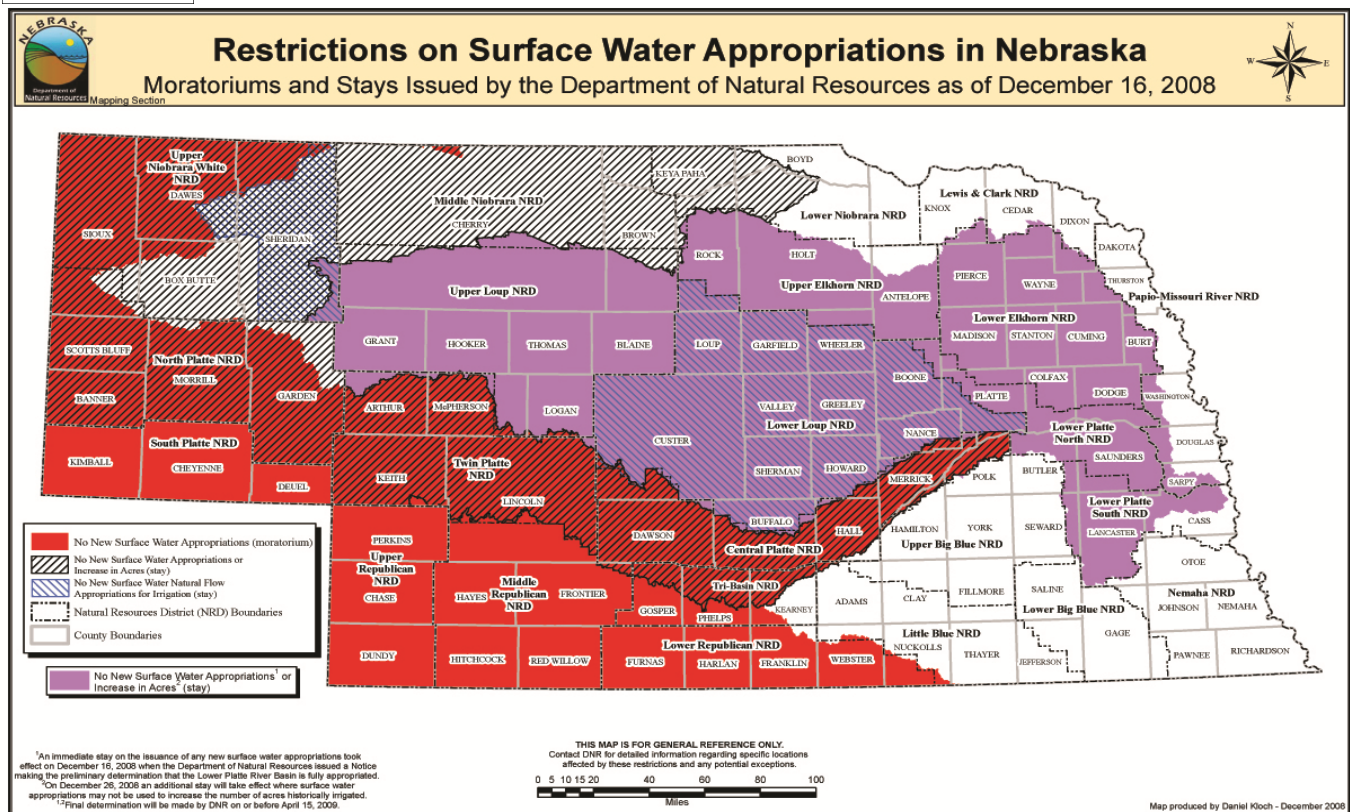 NEBRASKA
Department of
Natural Resources
Mapping Section
Restrictions on Surface Water Appropriations in Nebraska
Moratoriums and Stays Issued by the Department of Natural Resources as of December 16, 2008
N
W
E
S
Upper
Niobrara White
NRD
DAWES
SIOUX
SHERIDAN
BOX BUTTE
Middle Niobrara NRD
CHERRY
KEYA PAHA
BROWN
BOYD
Lower Niobrara NRD
Lewis & Clark NRD
KNOX
CEDAR
DIXON
DAKOTA
THURSTON
Papio-Missouri River NRD
ROCK
HOLT
Upper Elkhorn NRD
ANTELOPE
PIERCE
WAYNE
Lower Elkhorn NRD
MADISON
STANTON
CUMING
BURT
Upper Loup NRD
GRANT
HOOKER
THOMAS
BLAINE
LOUP
GARFIELD
WHEELER
BOONE
SCOTTS BLUFF
North Platte NRD
MORRILL
BANNER
GARDEN
ARTHUR
McPHERSON
LOGAN
CUSTER
VALLEY
GREELEY
Lower Loup NRD
NANCE
PLATTE
COLFAX
DODGE
WASHINGTON
Lower Platte
North NRD
SAUNDERS
DOUGLAS
SARPY
KIMBALL
South Platte NRD
CHEYENNE
DEUEL
KEITH
Twin Platte
NRD
LINCOLN
SHERMAN
HOWARD
MERRICK
POLK
BUTLER
Lower Platte
South NRD
LANCASTER
CASS
OTOE
DAWSON
BUFFALO
HALL
Central Platte NRD
HAMILTON
YORK
SEWARD
Upper Big Blue NRD
PERKINS
Upper
Republican
NRD
CHASE
HAYES
Middle
Republican
NRD
FRONTIER
GOSPER
Tri-Basin NRD
PHELPS
KEARNEY
ADAMS
CLAY
FILLMORE
SALINE
Lower Big Blue NRD
Nemaha NRD
JOHNSON
NEMAHA
GAGE
DUNDY
HITCHCOCK
RED WILLOW
FURNAS
Lower Republican NRD
HARLAN
FRANKLIN
WEBSTER
Little Blue NRD
NUCKOLLS
THAYER
JEFFERSON
PAWNEE
RICHARDSON
No New Surface Water Appropriations (moratorium)
No New Surface Water Appropriations or
Increase in Acres (stay)
No New Surface Water Natural Flow
Appropriations for Irrigation (stay)
Natural Resources District (NRD) Boundaries
County Boundaries
No New Surface Water Appropriations¹ or
Increase in Acres² (stay)
¹An immediate stay on the issuance of any new surface water appropriations took
effect on December 16, 2008 when the Department of Natural Resources issued a Notice
making the preliminary determination that the Lower Platte River Basin is fully appropriated.
²On December 26, 2008 an additional stay will take effect where surface water
appropriations may not be used to increase the number of acres historically irrigated.
¹,²Final determination will be made by DNR on or before April 15, 2009.
THIS MAP IS FOR GENERAL REFERENCE ONLY.
Contact DNR for detailed information regarding specific locations
affected by these restrictions and any potential exceptions.
0 5 10 15 20 40 60 80 100
Miles
Map produced by Daniel Kloch - December 2008